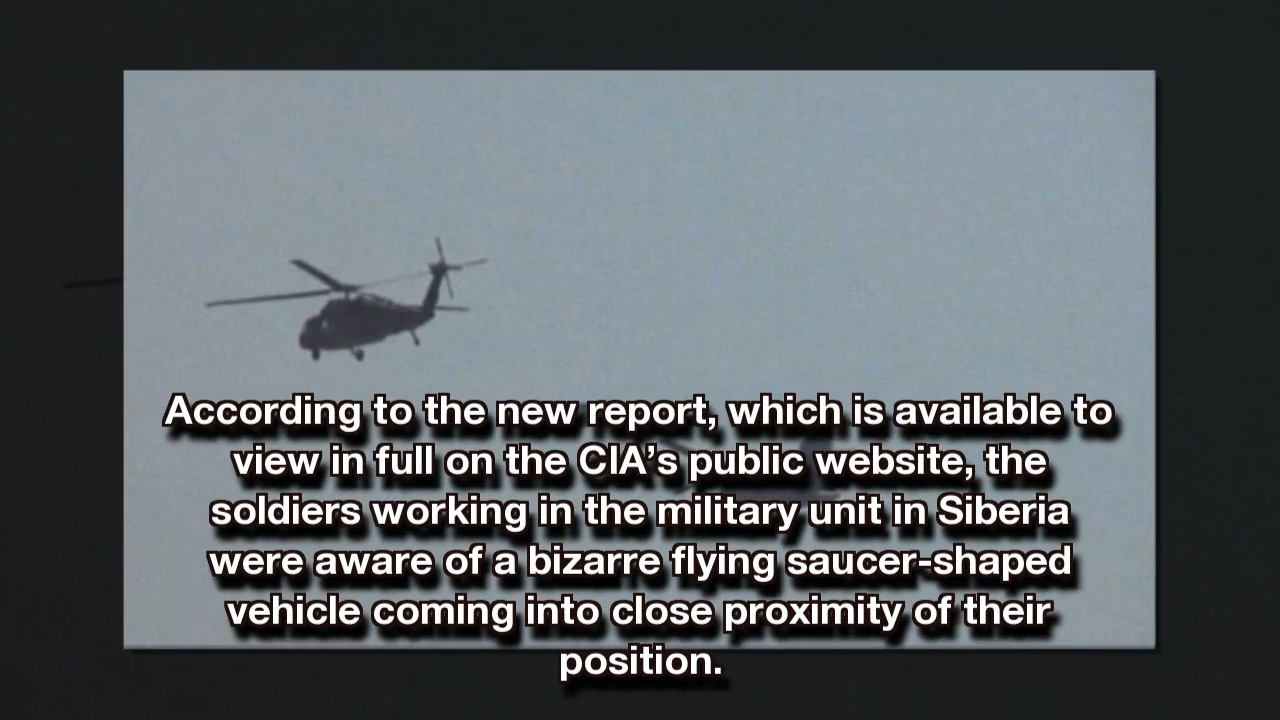 According to the new report, which is available to
view in full on the CIA’s public website, the
soldiers working in the military unit in Siberia
were aware of a bizarre flying saucer-shaped
vehicle coming into close proximity of their
position.